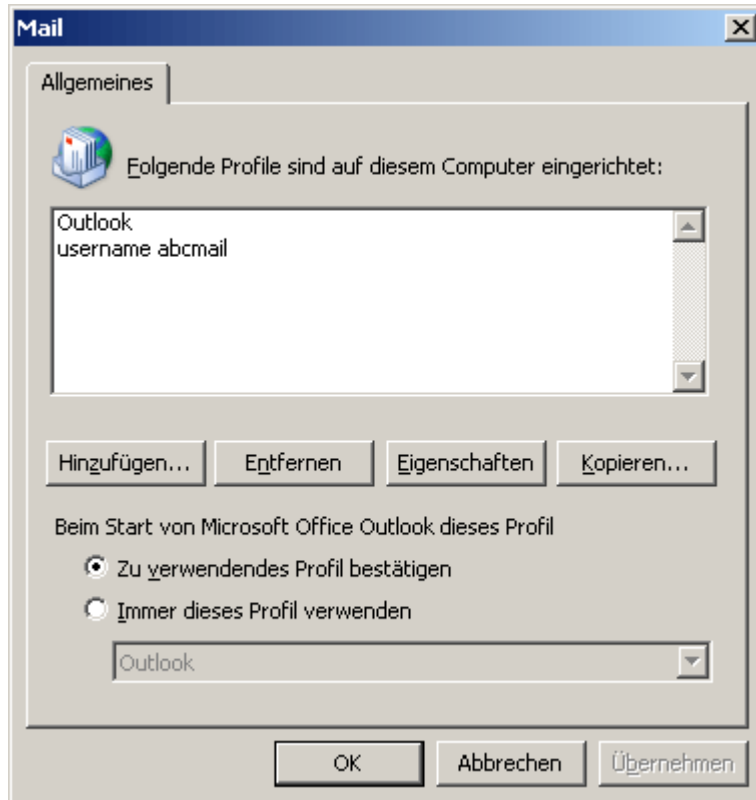 Mail
Allgemeines
Folgende Profile sind auf diesem Computer eingerichtet:
Outlook
username abcmail
Hinzufügen... Entfernen Eigenschaften Kopieren...
Beim Start von Microsoft Office Outlook dieses Profil
Zu verwendendes Profil bestätigen
Immer dieses Profil verwenden
Outlook
OK Abbrechen Übernehmen